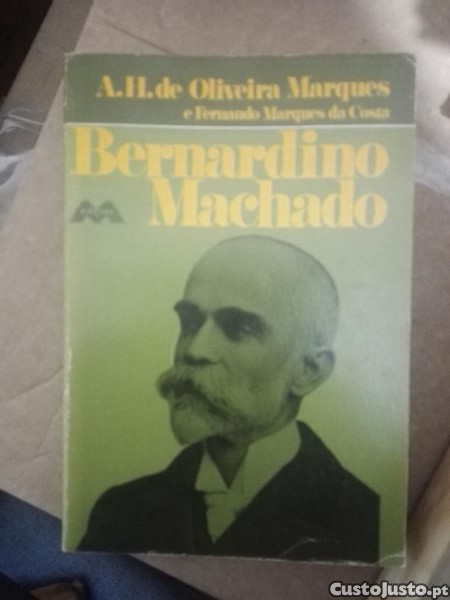 A.H. de Oliveira Marques
e Fernando Marques da Costa
Bernardino
Machado
CustoJusto.pt